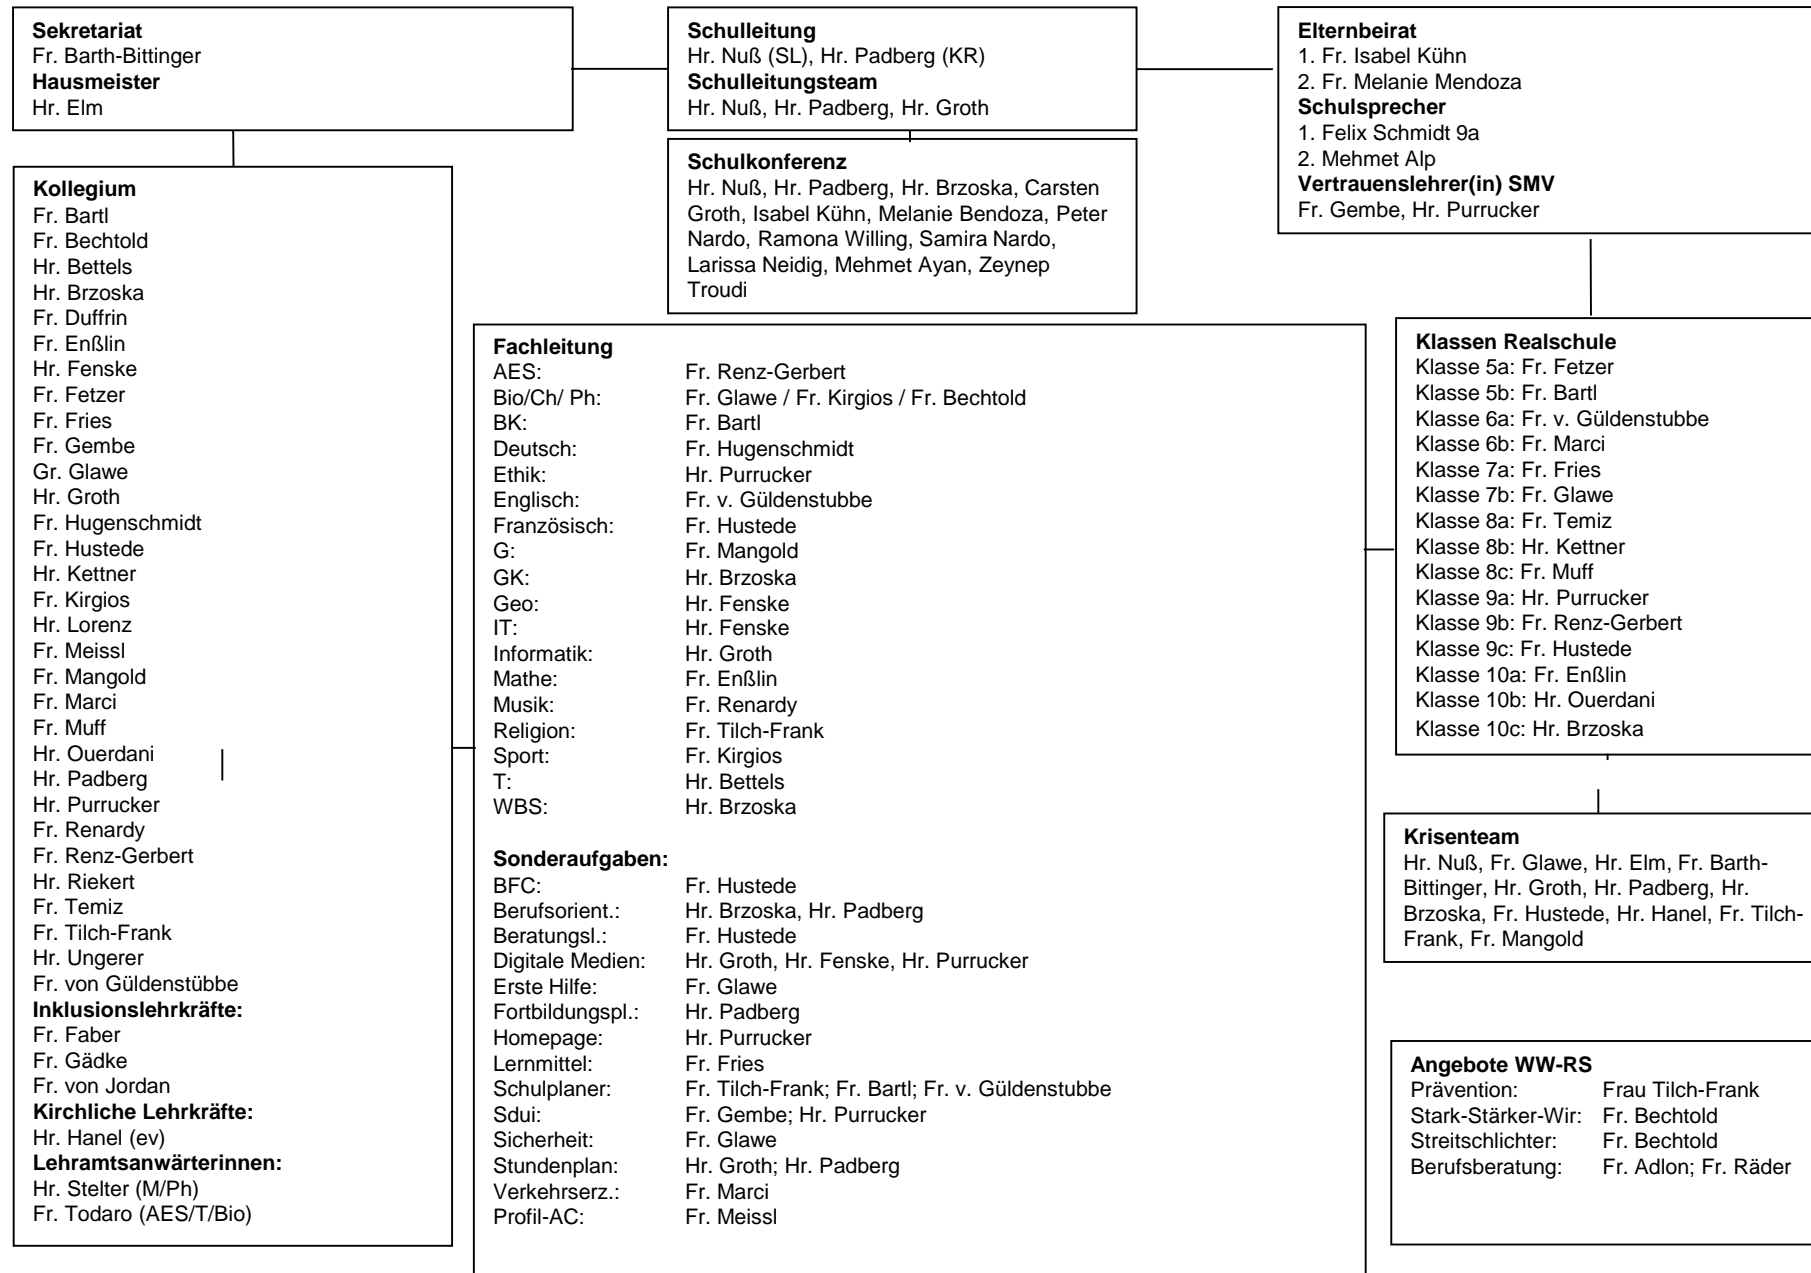 Sekretariat
Fr. Barth-Bittinger
Hausmeister
Hr. Elm
Schulleitung
Hr. Nuß (SL), Hr. Padberg (KR)
Schulleitungsteam
Hr. Nuß, Hr. Padberg, Hr. Groth
Elternbeirat
1. Fr. Isabel Kühn
2. Fr. Melanie Mendoza
Schulsprecher
1. Felix Schmidt 9a
2. Mehmet Alp
Vertrauenslehrer(in) SMV
Fr. Gembe, Hr. Purrucker
Schulkonferenz
Hr. Nuß, Hr. Padberg, Hr. Brzoska, Carsten
Groth, Isabel Kühn, Melanie Bendoza, Peter
Nardo, Ramona Willing, Samira Nardo,
Larissa Neidig, Mehmet Ayan, Zeynep
Troudi
Kollegium
Fr. Bartl
Fr. Bechtold
Hr. Bettels
Hr. Brzoska
Fr. Duffrin
Fr. Enßlin
Hr. Fenske
Fr. Fetzer
Fr. Fries
Fr. Gembe
Gr. Glawe
Hr. Groth
Fr. Hugenschmidt
Fr. Hustede
Hr. Kettner
Fr. Kirgios
Hr. Lorenz
Fr. Meissl
Fr. Mangold
Fr. Marci
Fr. Muff
Hr. Ouerdani
Hr. Padberg
Hr. Purrucker
Fr. Renardy
Fr. Renz-Gerbert
Hr. Riekert
Fr. Temiz
Fr. Tilch-Frank
Hr. Ungerer
Fr. von Güldenstübbe
Inklusionslehrkräfte:
Fr. Faber
Fr. Gädke
Fr. von Jordan
Kirchliche Lehrkräfte:
Hr. Hanel (ev)
Lehramtsanwärterinnen:
Hr. Stelter (M/Ph)
Fr. Todaro (AES/T/Bio)
Fachleitung
AES: Fr. Renz-Gerbert
Bio/Ch/ Ph: Fr. Glawe / Fr. Kirgios / Fr. Bechtold
BK: Fr. Bartl
Deutsch: Fr. Hugenschmidt
Ethik: Hr. Purrucker
Englisch: Fr. v. Güldenstubbe
Französisch: Fr. Hustede
G: Fr. Mangold
GK: Hr. Brzoska
Geo: Hr. Fenske
IT: Hr. Fenske
Informatik: Hr. Groth
Mathe: Fr. Enßlin
Musik: Fr. Renardy
Religion: Fr. Tilch-Frank
Sport: Fr. Kirgios
T: Hr. Bettels
WBS: Hr. Brzoska
Sonderaufgaben:
BFC: Fr. Hustede
Berufsorient.: Hr. Brzoska, Hr. Padberg
Beratungsl.: Fr. Hustede
Digitale Medien: Hr. Groth, Hr. Fenske, Hr. Purrucker
Erste Hilfe: Fr. Glawe
Fortbildungspl.: Hr. Padberg
Homepage: Hr. Purrucker
Lernmittel: Fr. Fries
Schulplaner: Fr. Tilch-Frank; Fr. Bartl; Fr. v. Güldenstubbe
Sdui: Fr. Gembe; Hr. Purrucker
Sicherheit: Fr. Glawe
Stundenplan: Hr. Groth; Hr. Padberg
Verkehrserz.: Fr. Marci
Profil-AC: Fr. Meissl
Klassen Realschule
Klasse 5a: Fr. Fetzer
Klasse 5b: Fr. Bartl
Klasse 6a: Fr. v. Güldenstubbe
Klasse 6b: Fr. Marci
Klasse 7a: Fr. Fries
Klasse 7b: Fr. Glawe
Klasse 8a: Fr. Temiz
Klasse 8b: Hr. Kettner
Klasse 8c: Fr. Muff
Klasse 9a: Hr. Purrucker
Klasse 9b: Fr. Renz-Gerbert
Klasse 9c: Fr. Hustede
Klasse 10a: Fr. Enßlin
Klasse 10b: Hr. Ouerdani
Klasse 10c: Hr. Brzoska
Krisenteam
Hr. Nuß, Fr. Glawe, Hr. Elm, Fr. Barth-
Bittinger, Hr. Groth, Hr. Padberg, Hr.
Brzoska, Fr. Hustede, Hr. Hanel, Fr. Tilch-
Frank, Fr. Mangold
Angebote WW-RS
Prävention: Frau Tilch-Frank
Stark-Stärker-Wir: Fr. Bechtold
Streitschlichter: Fr. Bechtold
Berufsberatung: Fr. Adlon; Fr. Räder